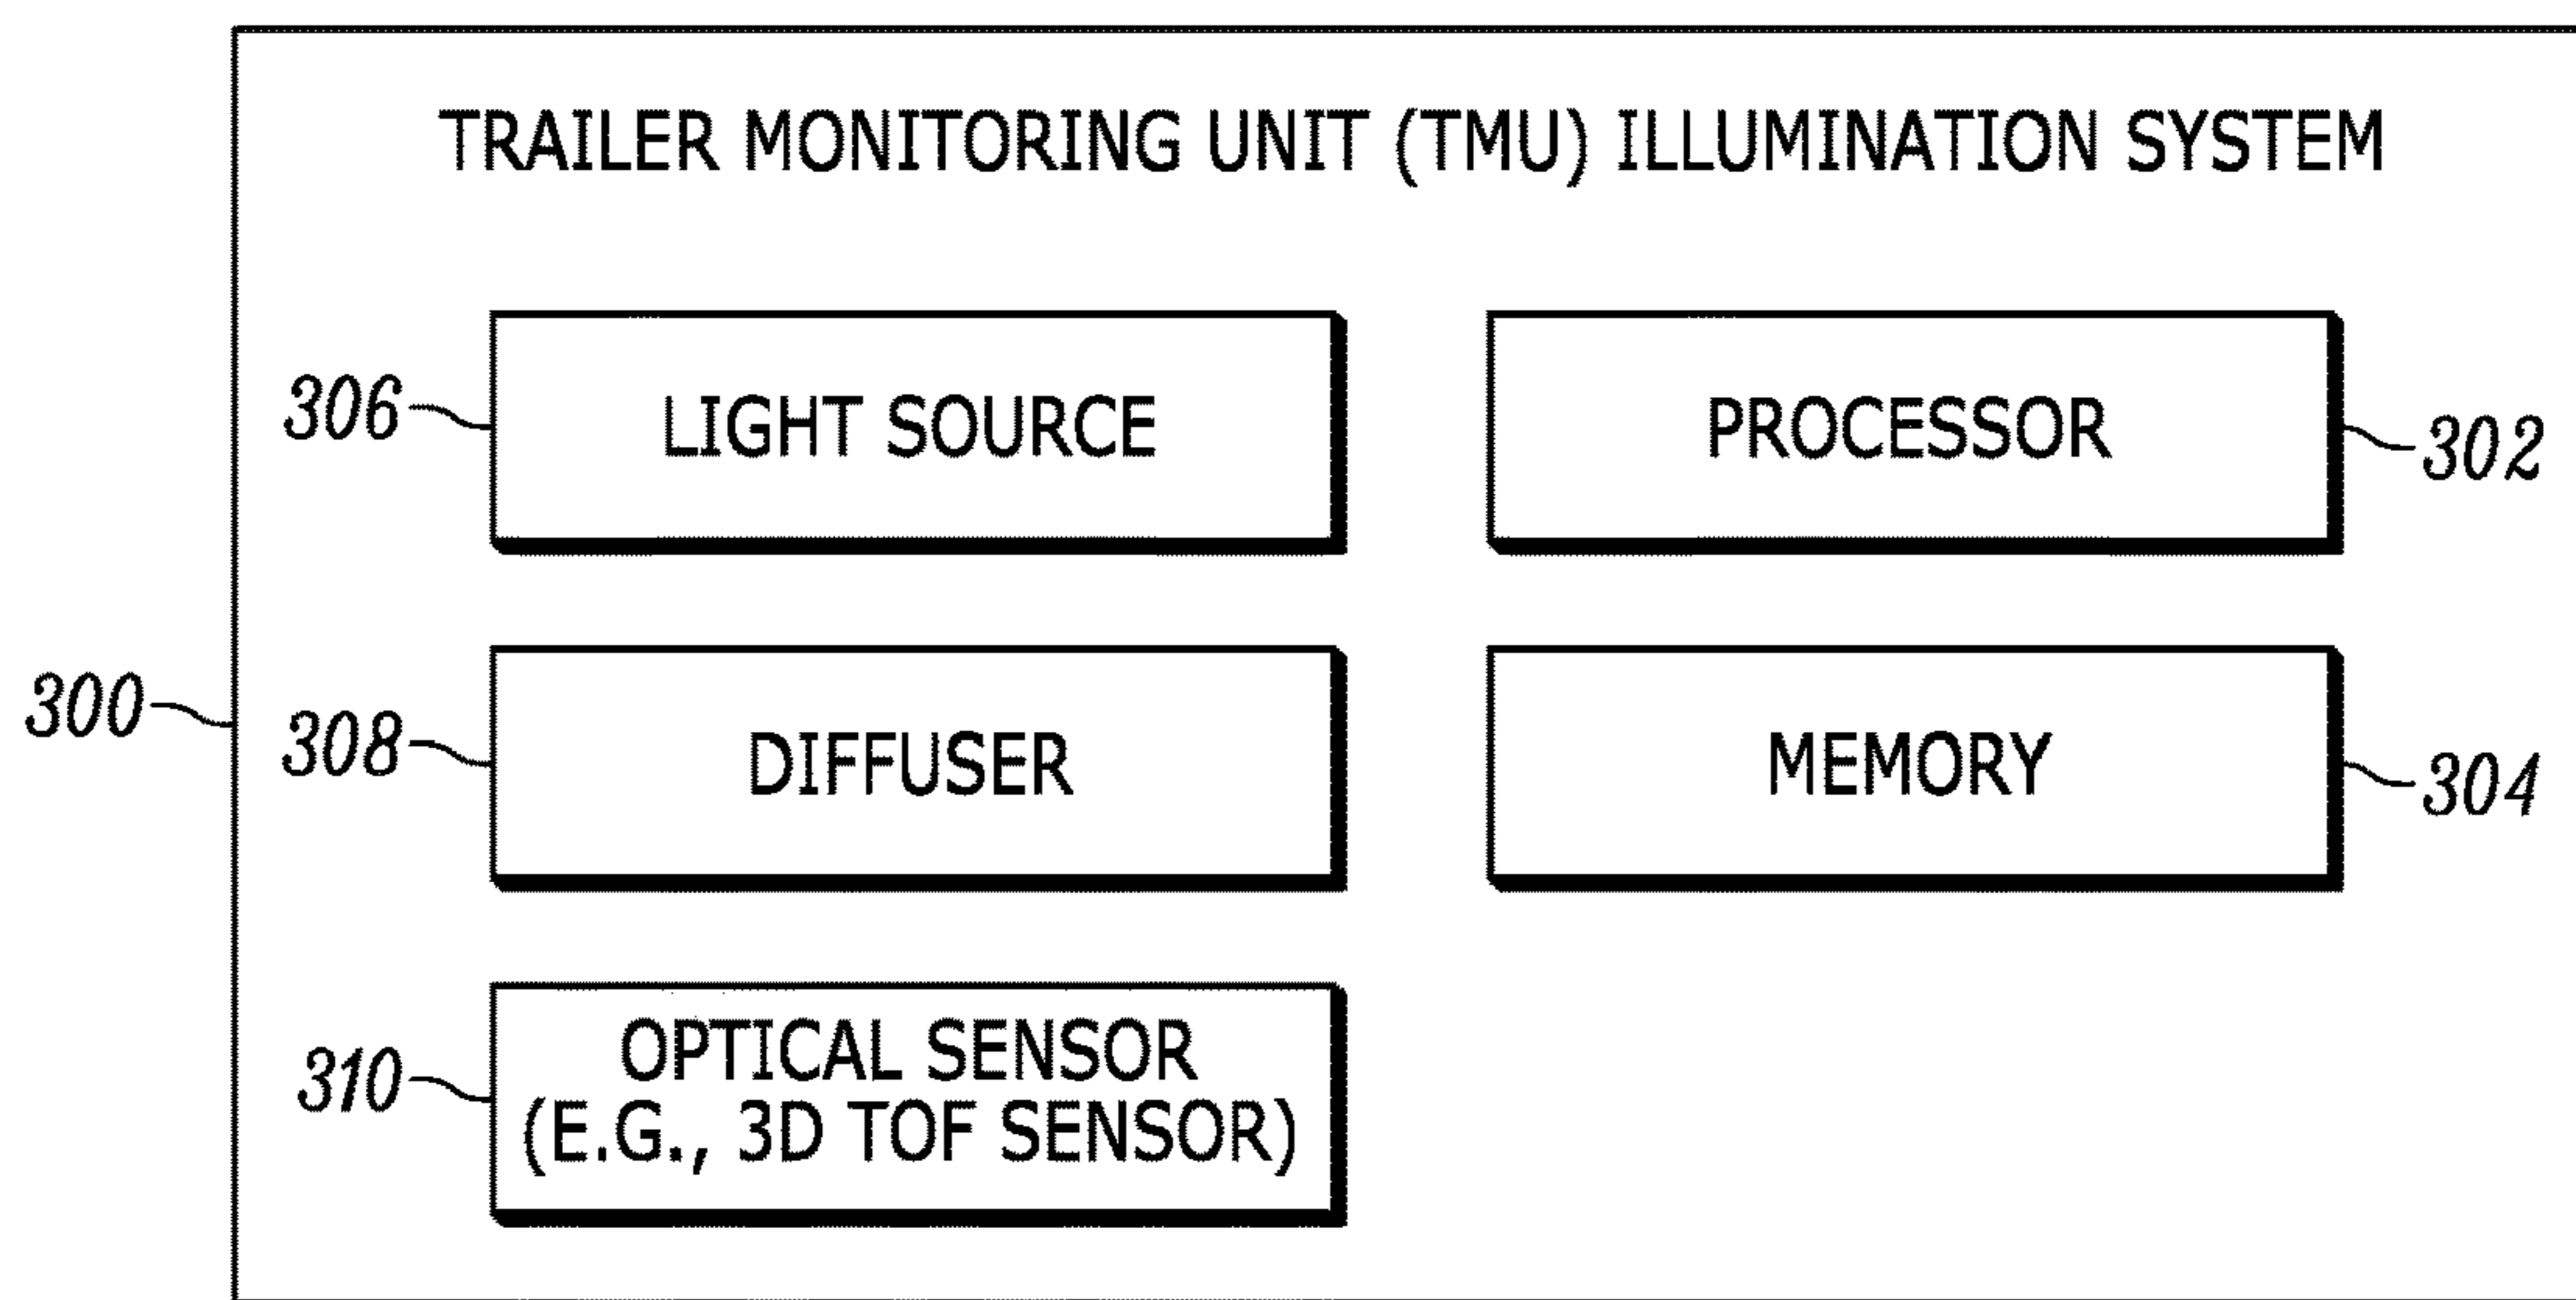 TRAILER MONITORING UNIT (TMU) ILLUMINATION SYSTEM
306
LIGHT SOURCE
PROCESSOR
302
300
308
DIFFUSER
MEMORY
304
310
OPTICAL SENSOR
(E.G., 3D TOF SENSOR)